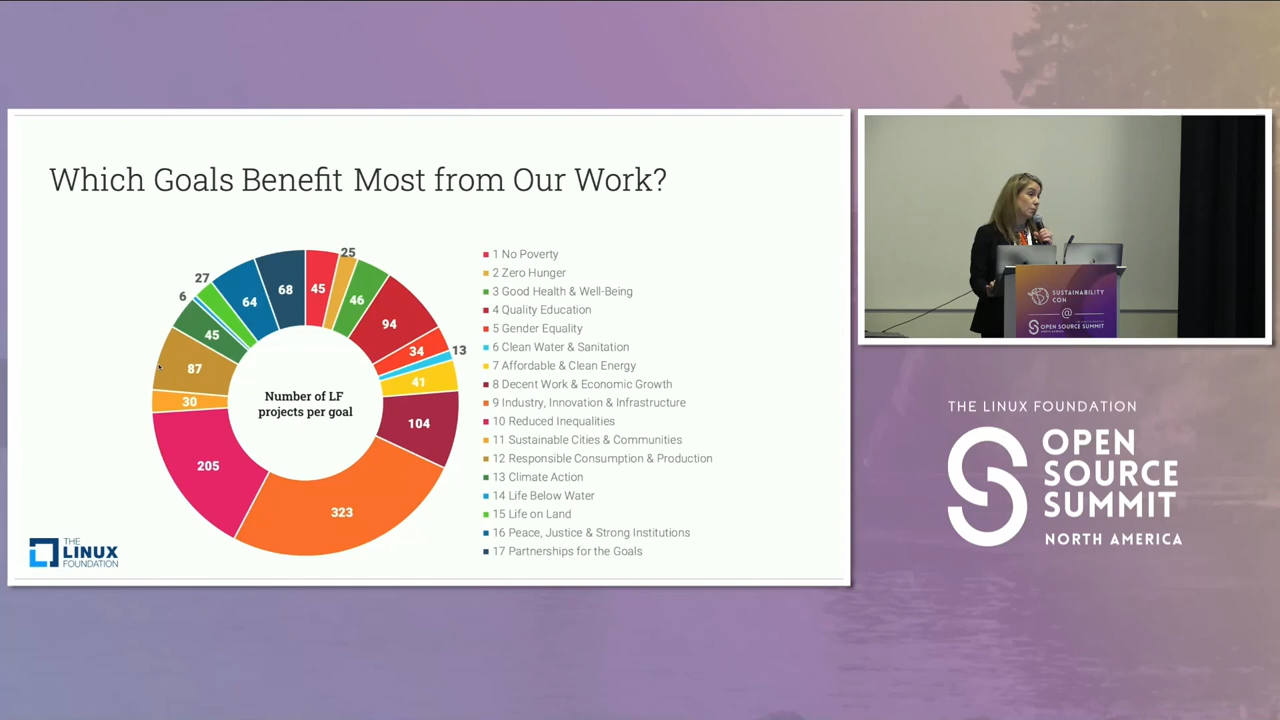 Which Goals Benefit Most from Our Work?
45
25
46
94
34
13
41
104
323
205
30
87
45
6
27
64
68
Number of LF
projects per goal
1 No Poverty
2 Zero Hunger
3 Good Health & Well-Being
4 Quality Education
5 Gender Equality
6 Clean Water & Sanitation
7 Affordable & Clean Energy
8 Decent Work & Economic Growth
9 Industry, Innovation & Infrastructure
10 Reduced Inequalities
11 Sustainable Cities & Communities
12 Responsible Consumption & Production
13 Climate Action
14 Life Below Water
15 Life on Land
16 Peace, Justice & Strong Institutions
17 Partnerships for the Goals
THE
LINUX
FOUNDATION
SUSTAINABILITY
CON
@
OPEN SOURCE SUMMIT
THE LINUX FOUNDATION
OPEN
SOURCE
SUMMIT
NORTH AMERICA